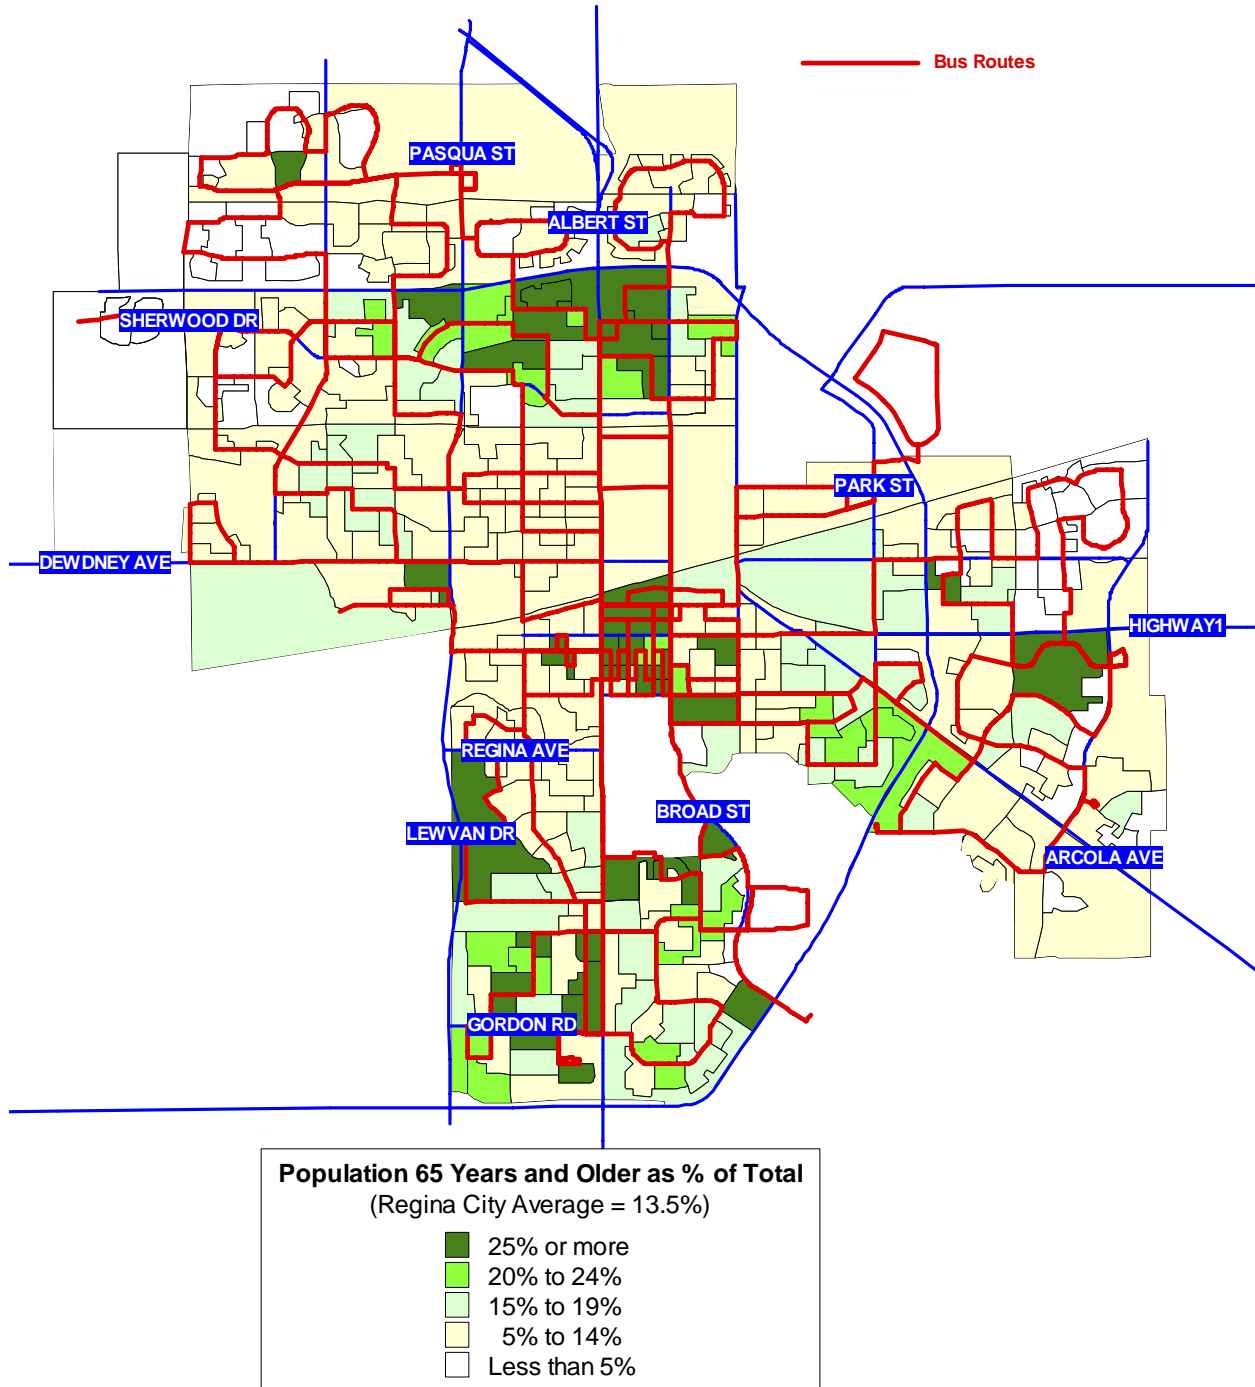 Bus Routes
PASQUA ST
ALBERT ST
SHERWOOD DR
PARK ST
DEWDNEY AVE
HIGHWAY1
REGINA AVE
BROAD ST
LEWVAN DR
ARCOLA AVE
GORDON RD
Population 65 Years and Older as % of Total
(Regina City Average = 13.5%)
25% or more
20% to 24%
15% to 19%
5% to 14%
Less than 5%